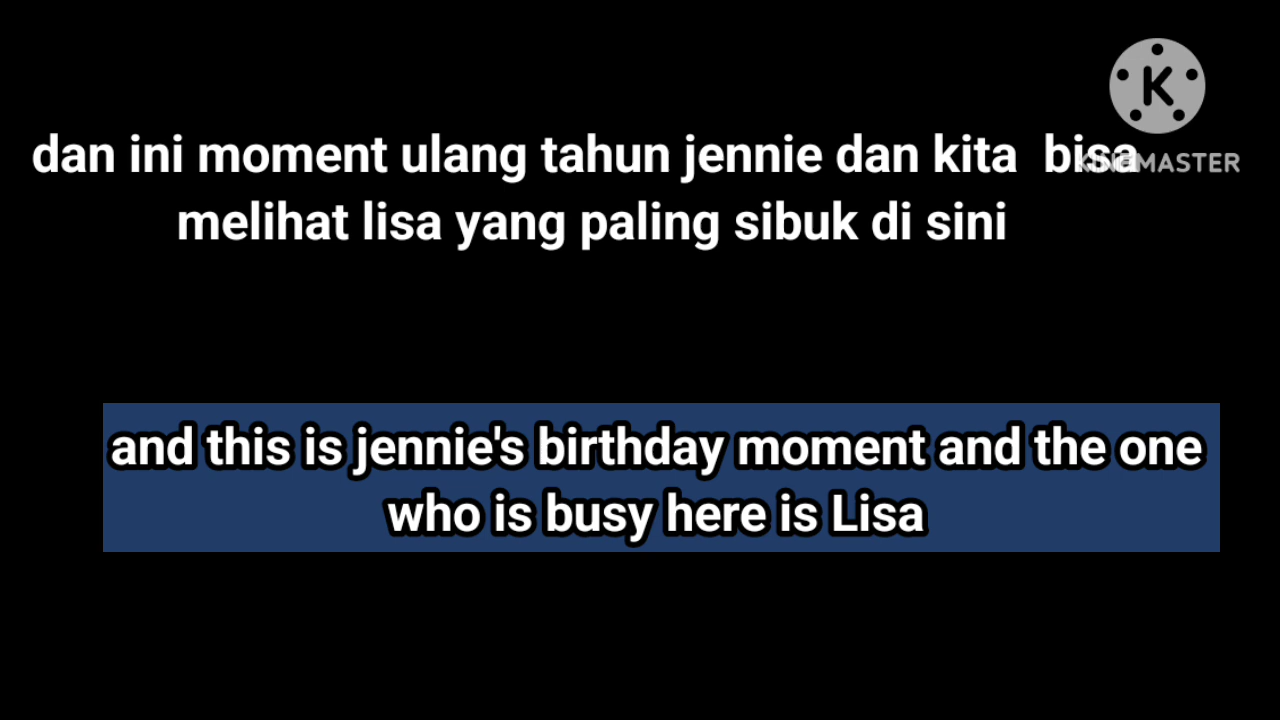 K
KINEMASTER
dan ini moment ulang tahun jennie dan kita bisa
melihat lisa yang paling sibuk di sini
and this is jennie's birthday moment and the one
who is busy here is Lisa